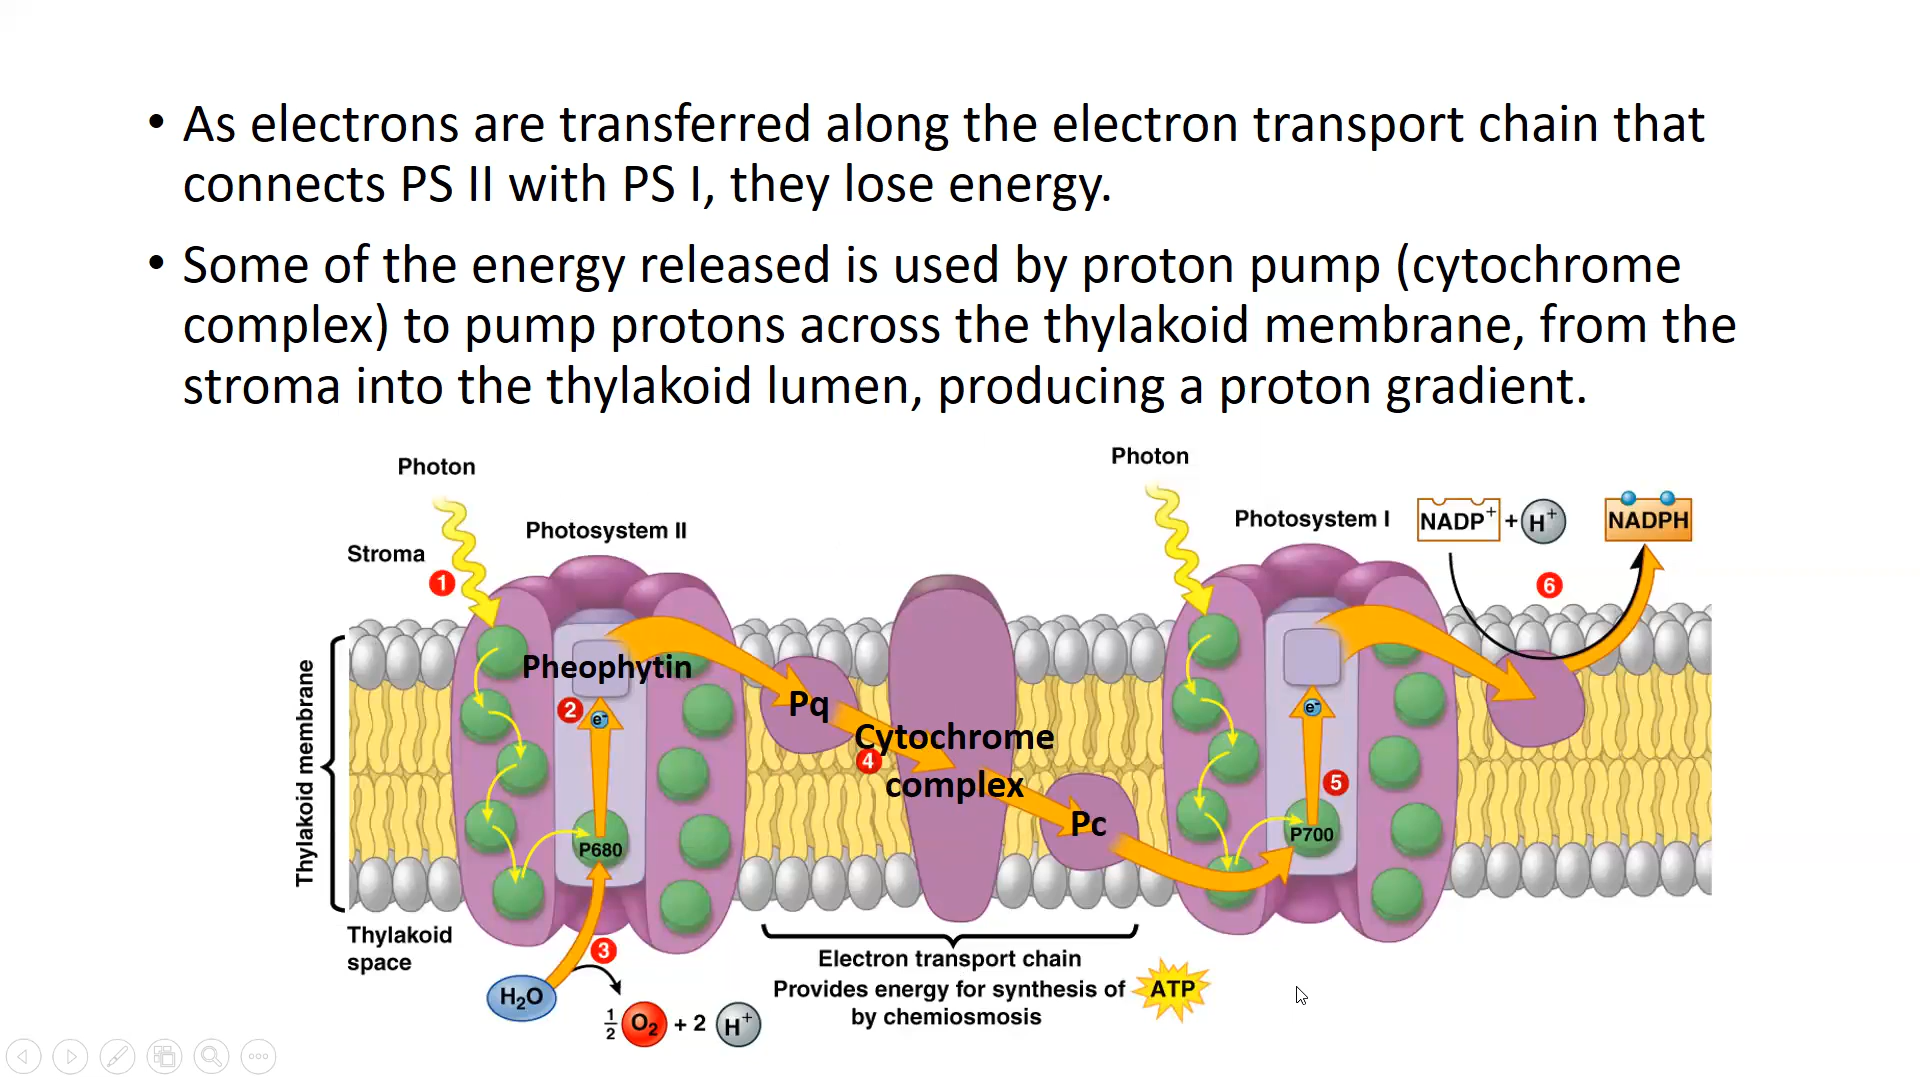 • As electrons are transferred along the electron transport chain that
connects PS II with PS I, they lose energy.
• Some of the energy released is used by proton pump (cytochrome
complex) to pump protons across the thylakoid membrane, from the
stroma into the thylakoid lumen, producing a proton gradient.
Photon
Photon
Photosystem II
Photosystem I
NADP+ + H+
NADPH
Stroma
1
6
Thylakoid membrane
Pheophytin
2
e-
Pq
Cytochrome
4
complex
e-
5
Pc
P680
P700
Thylakoid
space
3
H2O
1/2 O2 + 2 H+
Electron transport chain
Provides energy for synthesis of ATP
by chemiosmosis